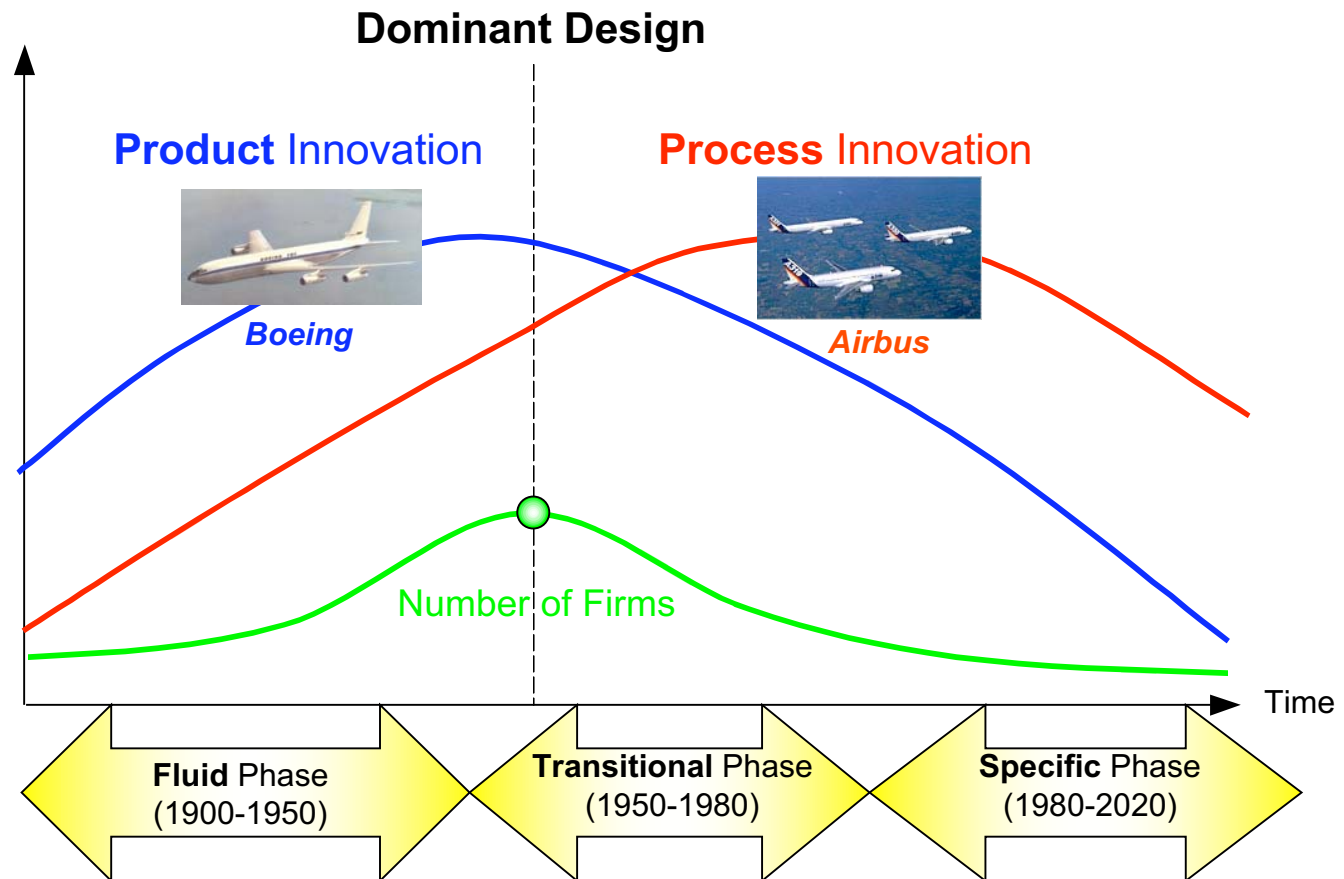 Dominant Design
Product Innovation
Process Innovation
Boeing
Airbus
Number of Firms
Time
Fluid Phase
(1900-1950)
Transitional Phase
(1950-1980)
Specific Phase
(1980-2020)